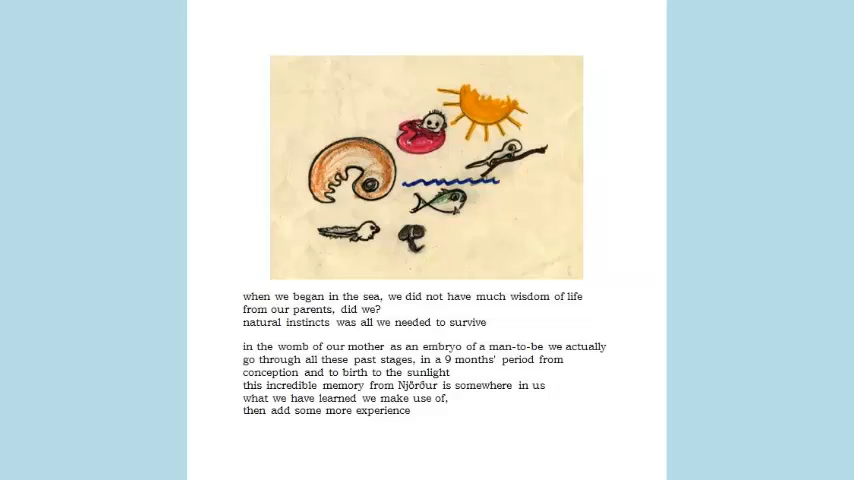 when we began in the sea, we did not have much wisdom of life
from our parents, did we?
natural instincts was all we needed to survive
in the womb of our mother as an embryo of a man-to-be we actually
go through all these past stages, in a 9 months' period from
conception and to birth to the sunlight
this incredible memory from Njörður is somewhere in us
what we have learned we make use of,
then add some more experience